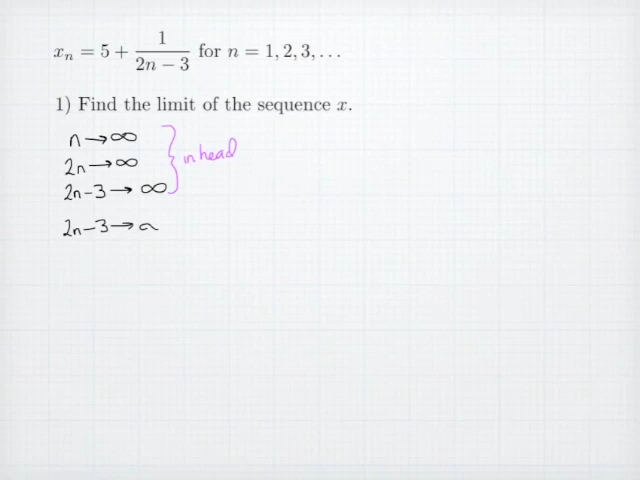 x_n = 5 + \frac{1}{2n - 3} for n = 1, 2, 3, ...
1) Find the limit of the sequence x.
n → ∞
2n → ∞
2n - 3 → ∞
} in head
2n - 3 →